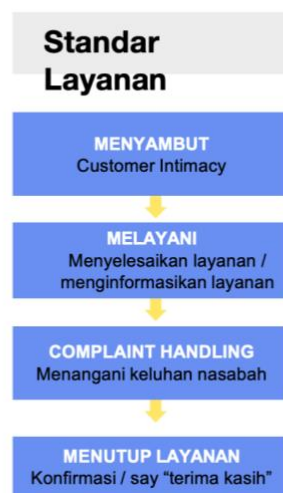 Standar
Layanan
MENYAMBUT
Customer Intimacy
MELAYANI
Menyelesaikan layanan /
menginformasikan layanan
COMPLAINT HANDLING
Menangani keluhan nasabah
MENUTUP LAYANAN
Konfirmasi / say “terima kasih”